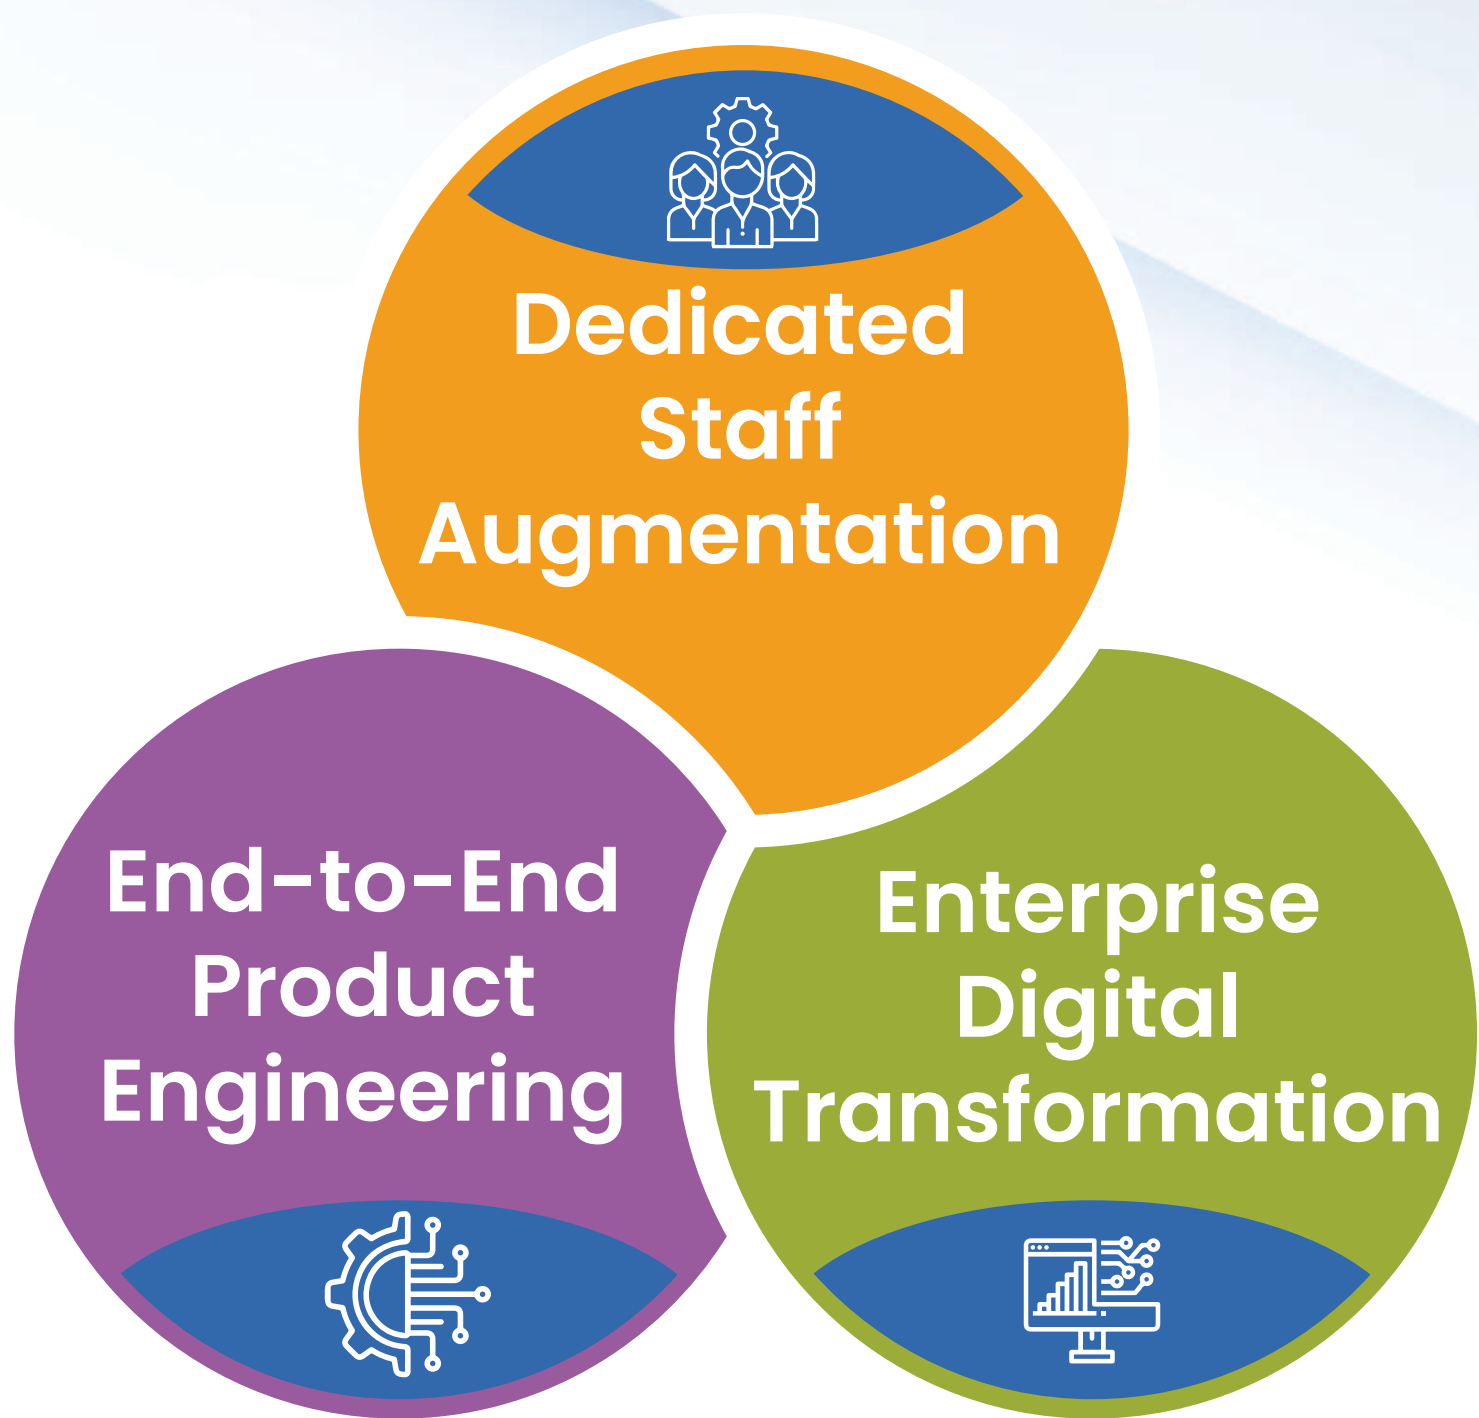 Dedicated
Staff
Augmentation
End-to-End
Product
Engineering
Enterprise
Digital
Transformation